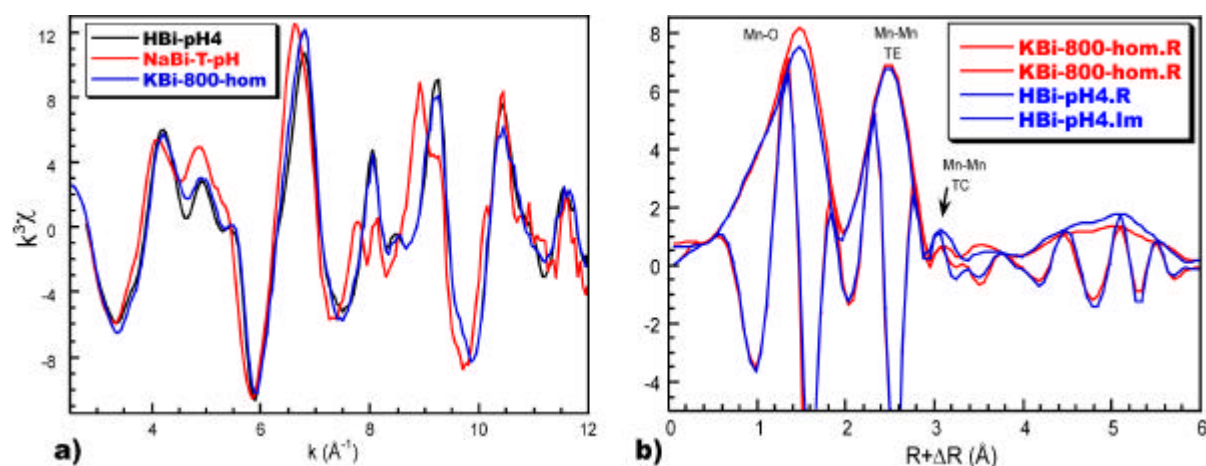 HBi-pH4
NaBi-T-pH
KBi-800-hom
12
8
4
0
-4
-8
k³χ
4
6
8
10
12
a)
k (Å⁻¹)
Mn-O
Mn-Mn
TE
KBi-800-hom.R
KBi-800-hom.R
HBi-pH4.R
HBi-pH4.Im
Mn-Mn
TC
8
6
4
2
0
-4
0
1
2
3
4
5
6
b)
R+ΔR (Å)